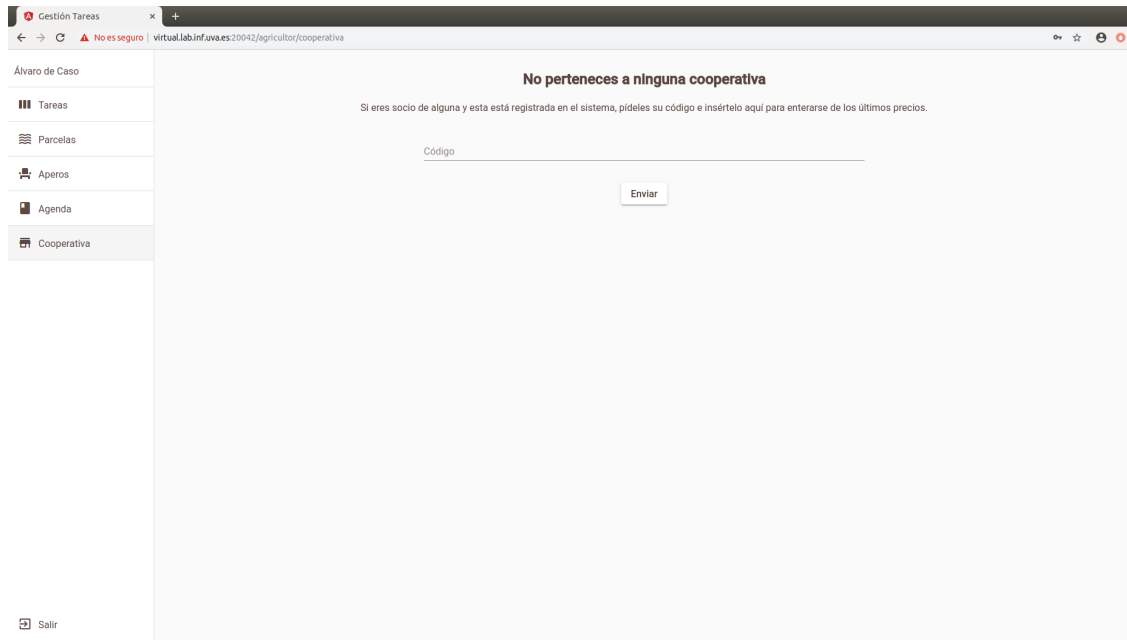 Gestión Tareas
No es seguro | virtual.lab.inf.uva.es:20042/agricultor/cooperativa
Álvaro de Caso
Tareas
Parcelas
Aperos
Agenda
Cooperativa
Salir
No perteneces a ninguna cooperativa
Si eres socio de alguna y esta está registrada en el sistema, pídeles su código e insértelo aquí para enterarse de los últimos precios.
Código
Enviar